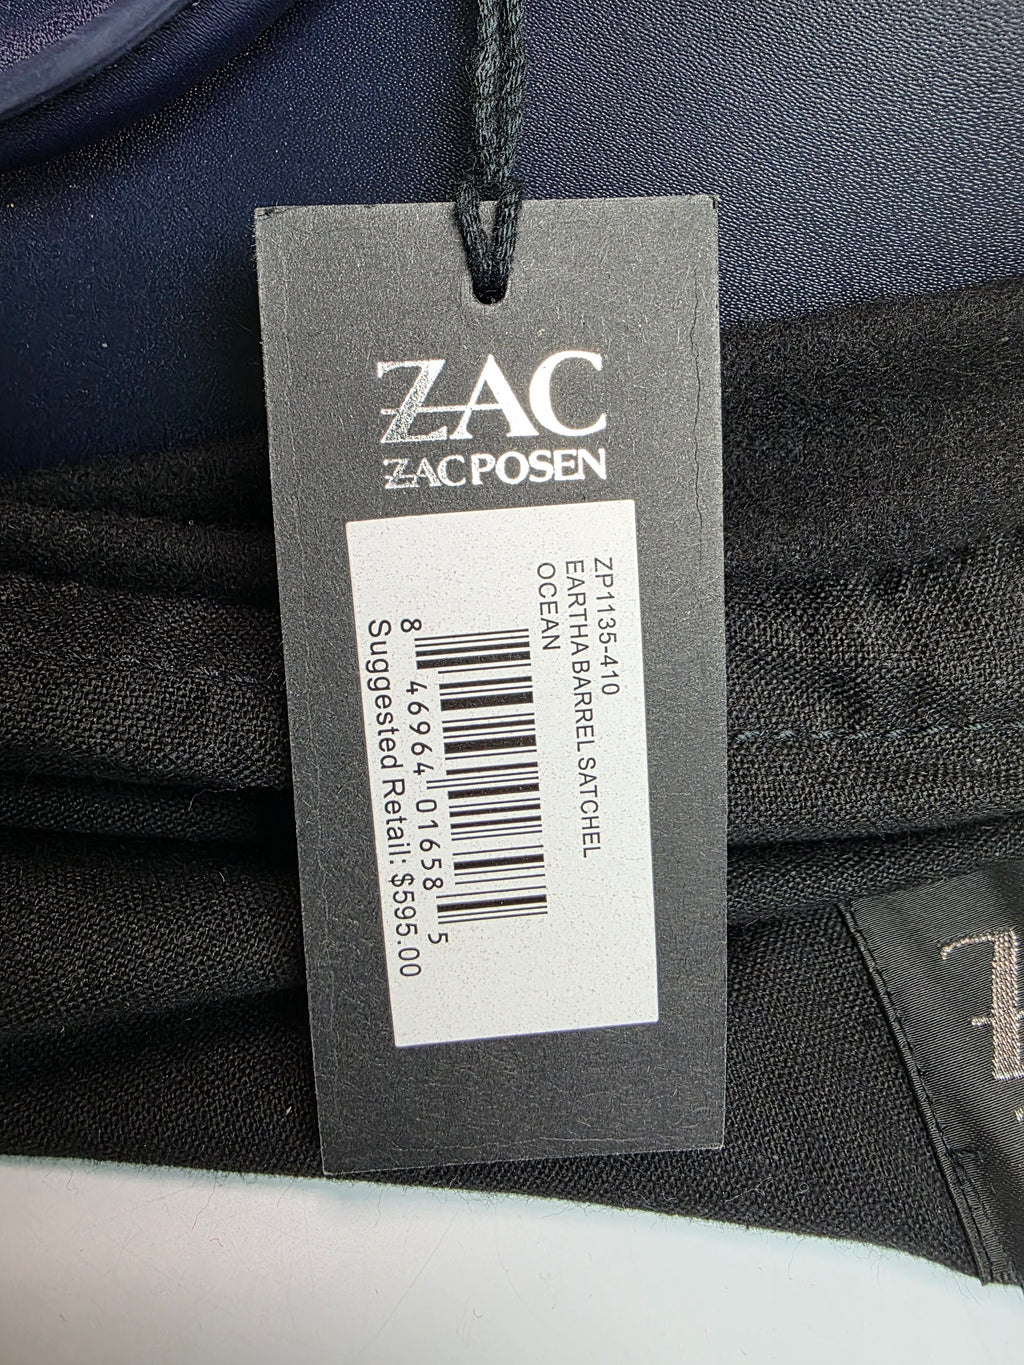 ZAC
ZAC POSEN
ZP1135-410
EARTHA BARREL SATCHEL
OCEAN
8 46964 01658 5
Suggested Retail: $595.00
Z